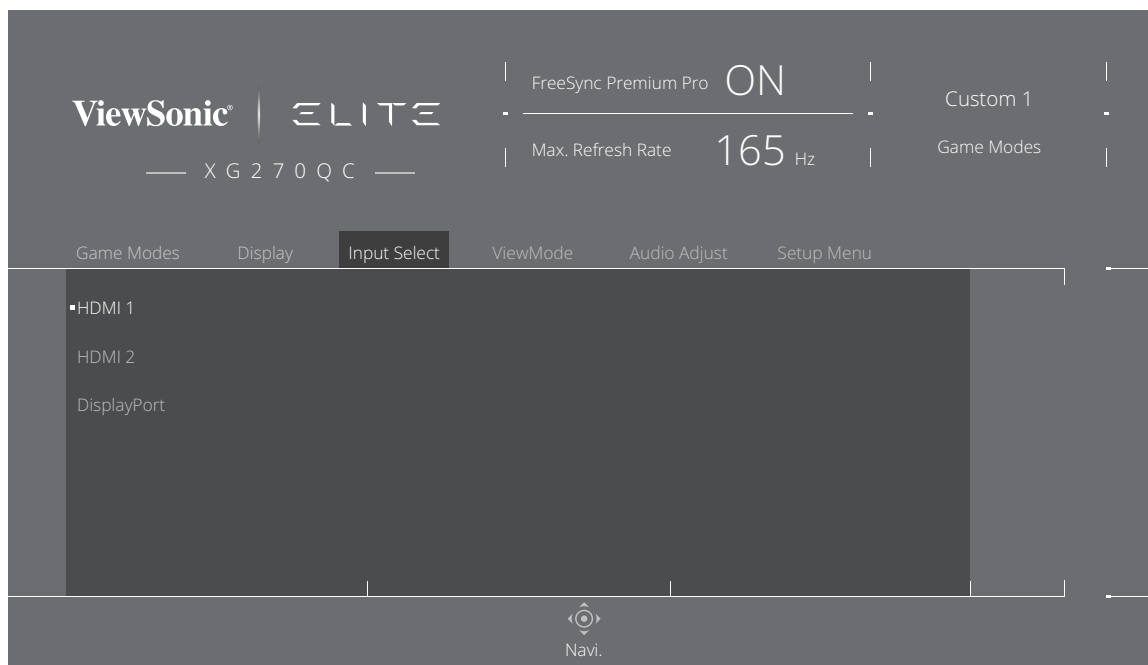 ViewSonic® ELITE
XG270QC
FreeSync Premium Pro ON
Max. Refresh Rate 165 Hz
Custom 1
Game Modes
Game Modes Display Input Select ViewMode Audio Adjust Setup Menu
HDMI 1
HDMI 2
DisplayPort
Navi.